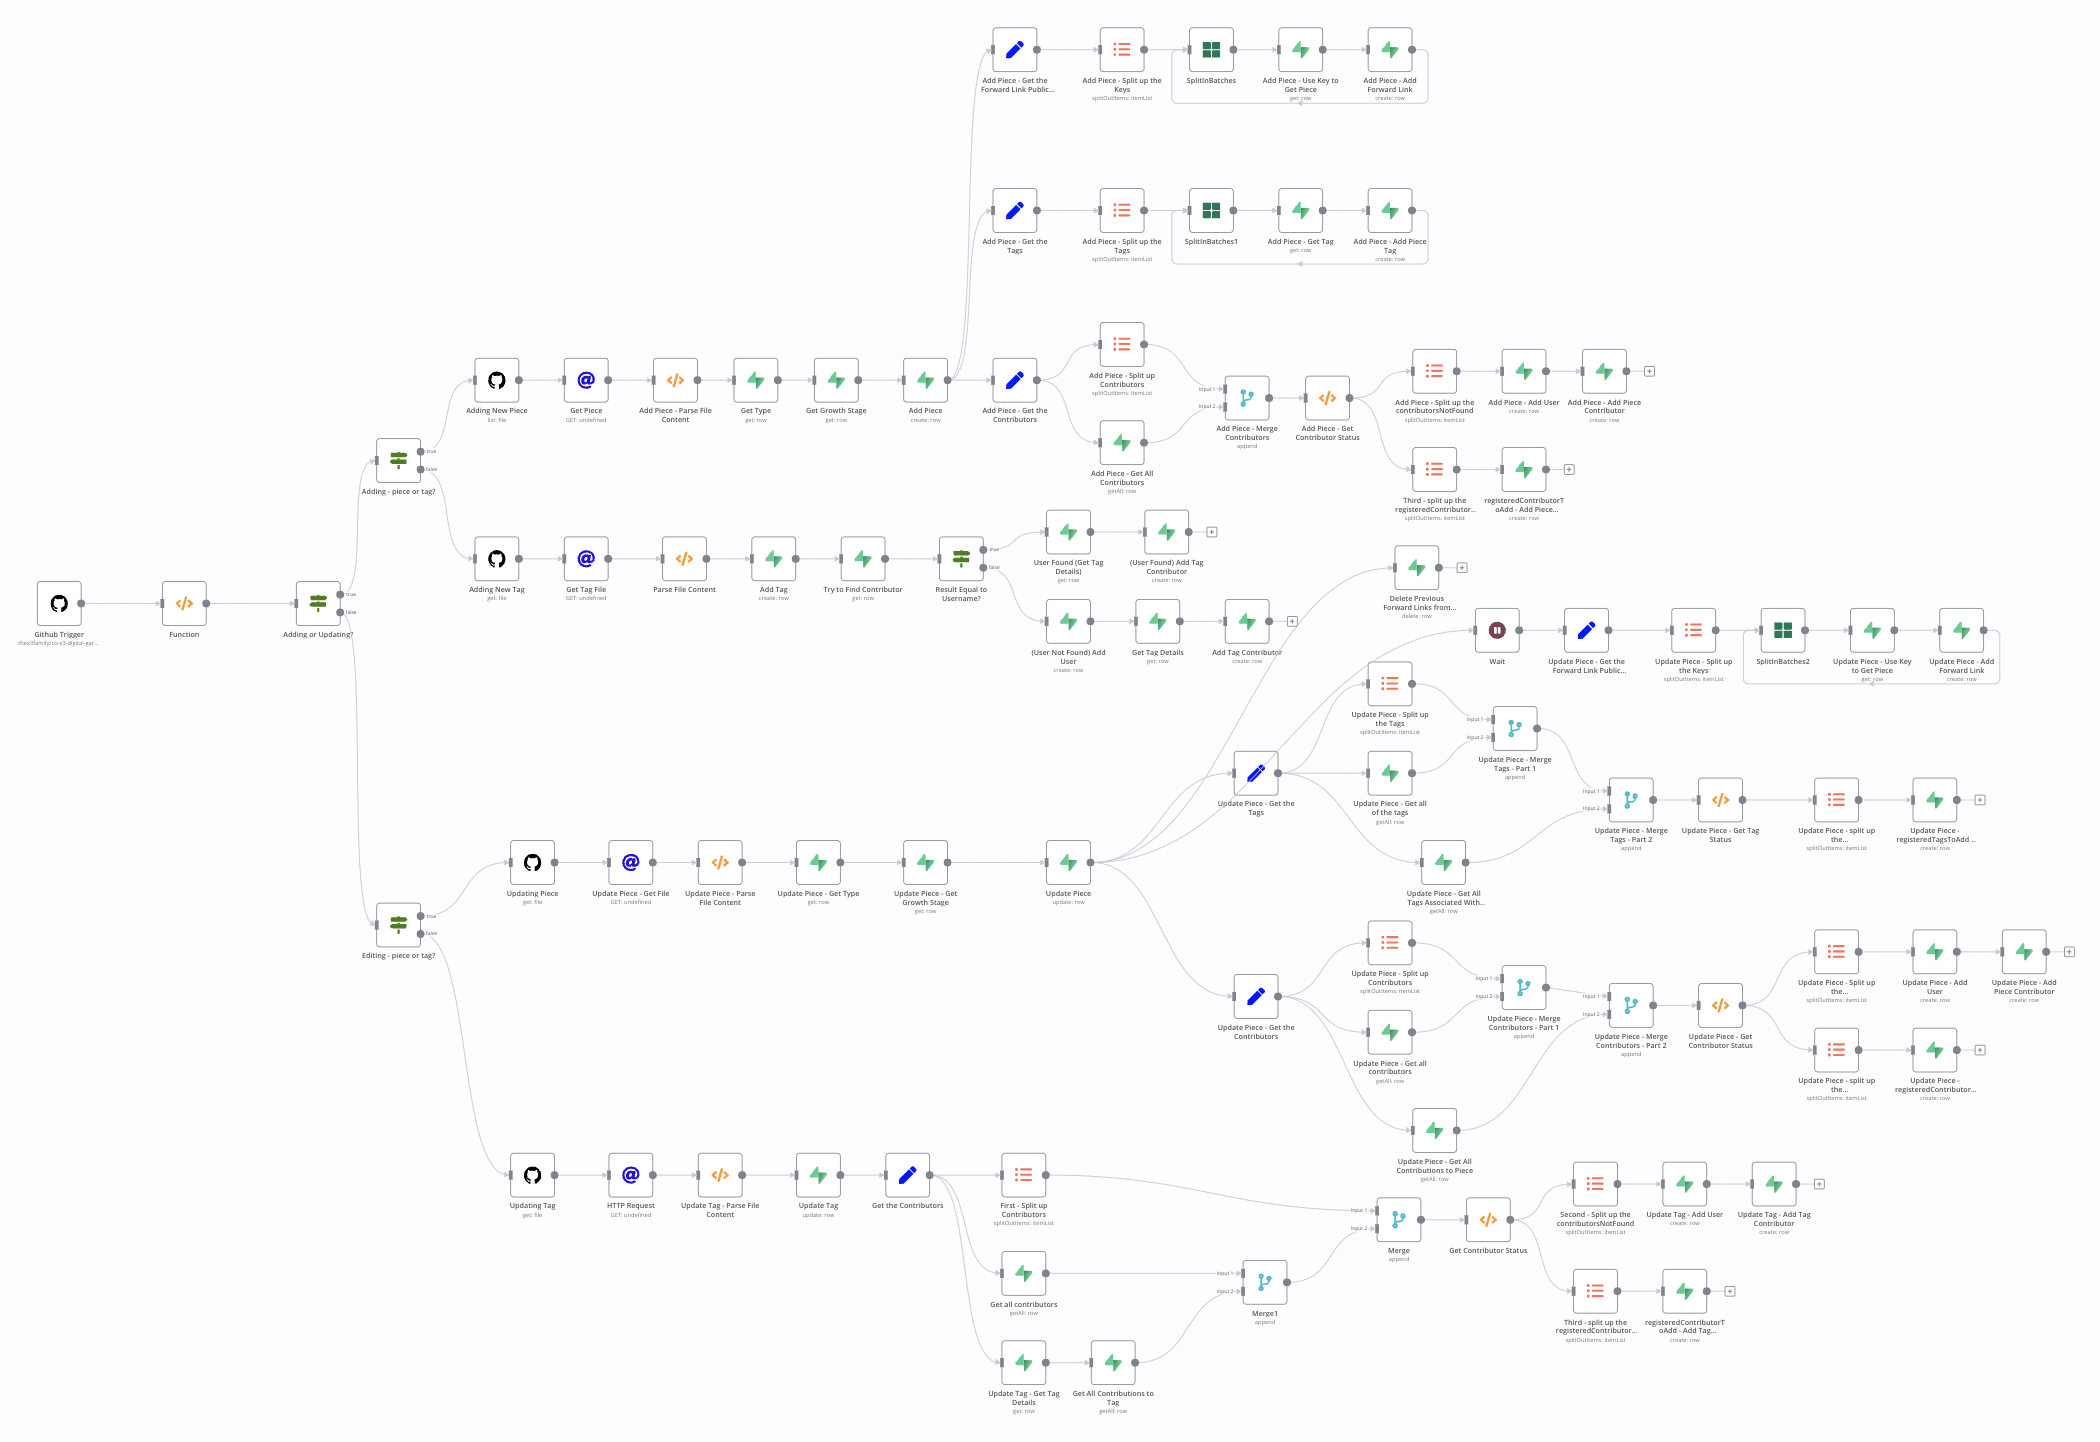 Add Piece - Get the
Forward Link Public...
Add Piece - Split up the
Keys
splitOutItems: itemList
SplitInBatches
Add Piece - Use Key to
Get Piece
get: row
Add Piece - Add
Forward Link
create: row
Add Piece - Get the
Tags
Add Piece - Split up the
Tags
splitOutItems: itemList
SplitInBatches1
Add Piece - Get Tag
get: row
Add Piece - Add Piece
Tag
create: row
Add Piece - Split up
Contributors
splitOutItems: itemList
Adding New Piece
list: file
Get Piece
GET: undefined
Add Piece - Parse File
Content
Get Type
get: row
Get Growth Stage
get: row
Add Piece
create: row
Add Piece - Get the
Contributors
Add Piece - Get All
Contributors
getAll: row
Input 1
Input 2
Add Piece - Merge
Contributors
append
Add Piece - Get
Contributor Status
Add Piece - Split up the
contributorsNotFound
splitOutItems: itemList
Add Piece - Add User
create: row
Add Piece - Add Piece
Contributor
create: row
Third - split up the
registeredContributor...
splitOutItems: itemList
registeredContributorT
oAdd - Add Piece...
create: row
true
false
Adding - piece or tag?
Adding New Tag
get: file
Get Tag File
GET: undefined
Parse File Content
Add Tag
create: row
Try to Find Contributor
get: row
true
false
Result Equal to
Username?
User Found (Get Tag
Details)
get: row
(User Found) Add Tag
Contributor
create: row
(User Not Found) Add
User
create: row
Get Tag Details
get: row
Add Tag Contributor
create: row
Delete Previous
Forward Links from...
delete: row
Github Trigger
thex3family/co-x3-digital-gar...
Function
true
false
Adding or Updating?
Wait
Update Piece - Get the
Forward Link Public...
Update Piece - Split up
the Keys
splitOutItems: itemList
SplitInBatches2
Update Piece - Use Key
to Get Piece
get: row
Update Piece - Add
Forward Link
create: row
Update Piece - Split up
the Tags
splitOutItems: itemList
Input 1
Input 2
Update Piece - Merge
Tags - Part 1
append
Update Piece - Get the
Tags
Update Piece - Get all
of the tags
getAll: row
Input 1
Input 2
Update Piece - Merge
Tags - Part 2
append
Update Piece - Get Tag
Status
Update Piece - split up
the...
splitOutItems: itemList
Update Piece -
registeredTagsToAdd ...
create: row
Update Piece - Get All
Tags Associated With...
getAll: row
Updating Piece
get: file
Update Piece - Get File
GET: undefined
Update Piece - Parse
File Content
Update Piece - Get Type
get: row
Update Piece - Get
Growth Stage
get: row
Update Piece
update: row
true
false
Editing - piece or tag?
Update Piece - Split up
Contributors
splitOutItems: itemList
Update Piece - Get the
Contributors
Update Piece - Get all
contributors
getAll: row
Input 1
Input 2
Update Piece - Merge
Contributors - Part 1
append
Input 1
Input 2
Update Piece - Merge
Contributors - Part 2
append
Update Piece - Get
Contributor Status
Update Piece - Split up
the...
splitOutItems: itemList
Update Piece - Add
User
create: row
Update Piece - Add
Piece Contributor
create: row
Update Piece - split up
the...
splitOutItems: itemList
Update Piece -
registeredContributor...
create: row
Update Piece - Get All
Contributions to Piece
getAll: row
Updating Tag
get: file
HTTP Request
GET: undefined
Update Tag - Parse File
Content
Update Tag
update: row
Get the Contributors
First - Split up
Contributors
splitOutItems: itemList
Get all contributors
getAll: row
Update Tag - Get Tag
Details
get: row
Get All Contributions to
Tag
getAll: row
Input 1
Input 2
Merge1
append
Input 1
Input 2
Merge
append
Get Contributor Status
Second - Split up the
contributorsNotFound
splitOutItems: itemList
Update Tag - Add User
create: row
Update Tag - Add Tag
Contributor
create: row
Third - split up the
registeredContributor...
splitOutItems: itemList
registeredContributorT
oAdd - Add Tag...
create: row